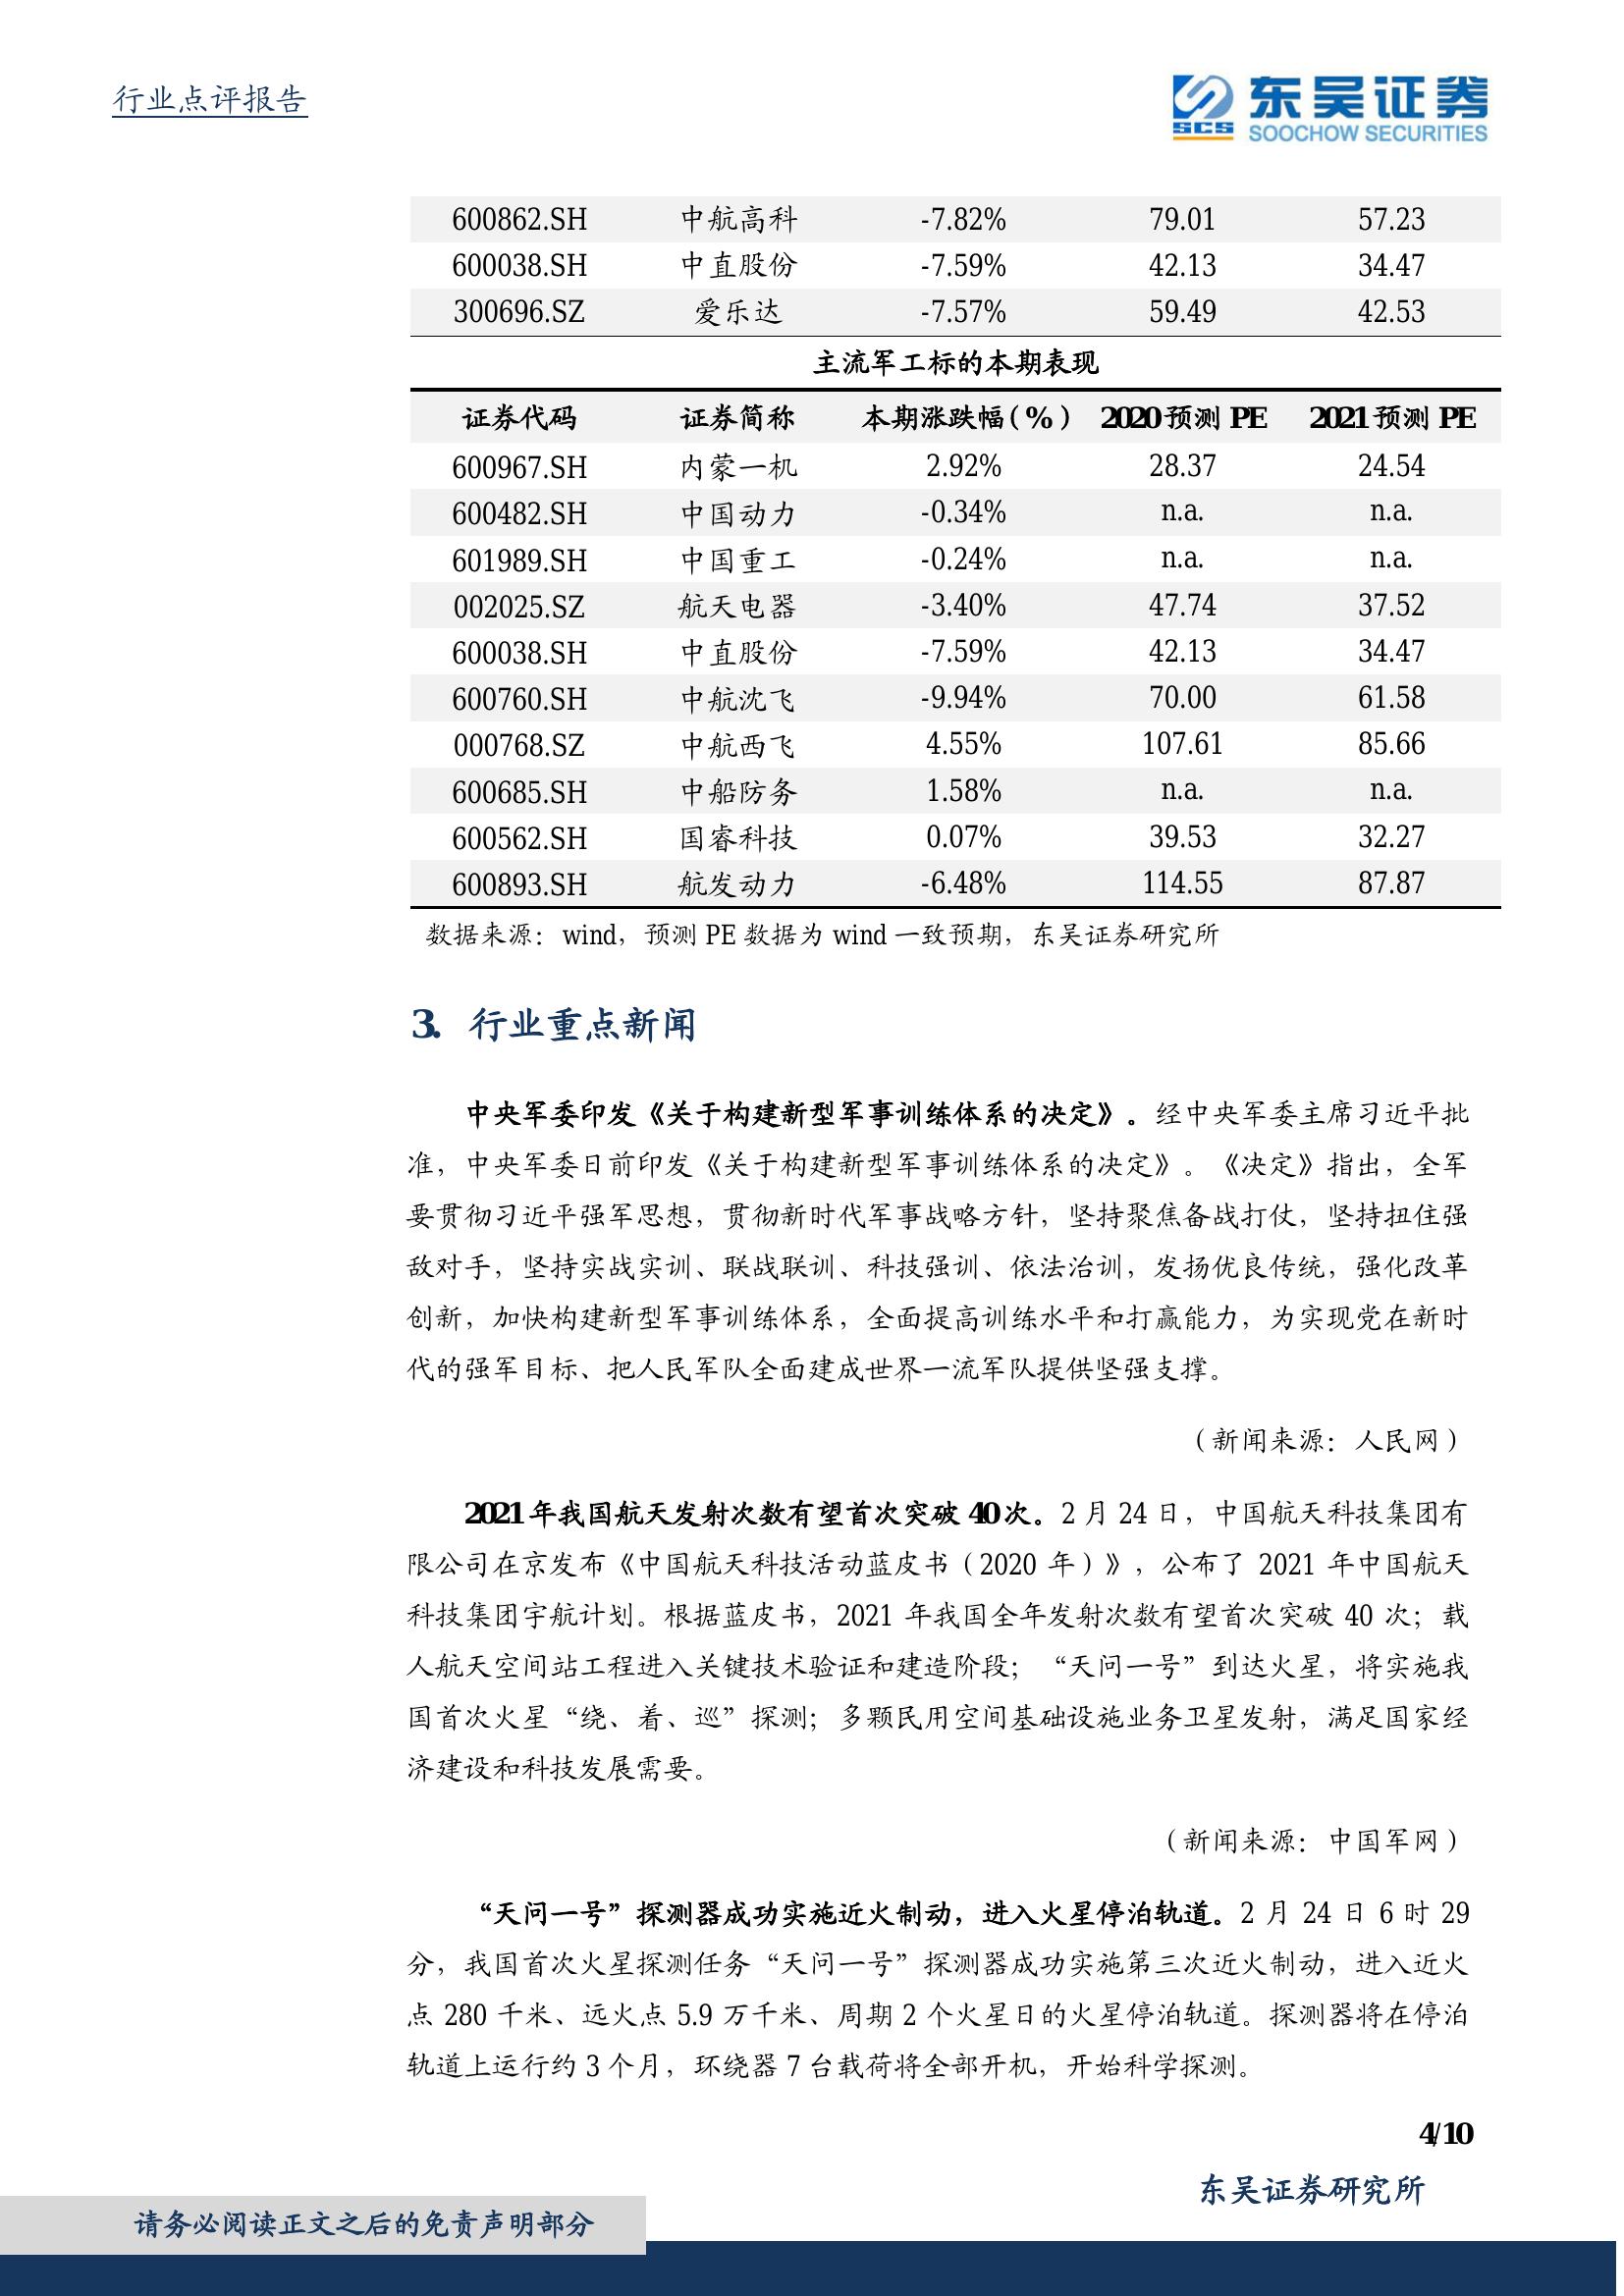 行业点评报告
SCS
东吴证券
SOOCHOW SECURITIES
600862.SH 中航高科 -7.82% 79.01 57.23
600038.SH 中直股份 -7.59% 42.13 34.47
300696.SZ 爱乐达 -7.57% 59.49 42.53
主流军工标的本期表现
证券代码 证券简称 本期涨跌幅(%) 2020预测 PE 2021预测 PE
600967.SH 内蒙一机 2.92% 28.37 24.54
600482.SH 中国动力 -0.34% n.a. n.a.
601989.SH 中国重工 -0.24% n.a. n.a.
002025.SZ 航天电器 -3.40% 47.74 37.52
600038.SH 中直股份 -7.59% 42.13 34.47
600760.SH 中航沈飞 -9.94% 70.00 61.58
000768.SZ 中航西飞 4.55% 107.61 85.66
600685.SH 中船防务 1.58% n.a. n.a.
600562.SH 国睿科技 0.07% 39.53 32.27
600893.SH 航发动力 -6.48% 114.55 87.87
数据来源：wind，预测 PE 数据为 wind 一致预期，东吴证券研究所
3. 行业重点新闻
中央军委印发《关于构建新型军事训练体系的决定》。经中央军委主席习近平批
准，中央军委日前印发《关于构建新型军事训练体系的决定》。《决定》指出，全军
要贯彻习近平强军思想，贯彻新时代军事战略方针，坚持聚焦备战打仗，坚持扭住强
敌对手，坚持实战实训、联战联训、科技强训、依法治训，发扬优良传统，强化改革
创新，加快构建新型军事训练体系，全面提高训练水平和打赢能力，为实现党在新时
代的强军目标、把人民军队全面建成世界一流军队提供坚强支撑。
（新闻来源：人民网）
2021年我国航天发射次数有望首次突破 40次。2 月 24 日，中国航天科技集团有
限公司在京发布《中国航天科技活动蓝皮书（2020 年）》，公布了 2021 年中国航天
科技集团宇航计划。根据蓝皮书，2021 年我国全年发射次数有望首次突破 40 次；载
人航天空间站工程进入关键技术验证和建造阶段；“天问一号”到达火星，将实施我
国首次火星“绕、着、巡”探测；多颗民用空间基础设施业务卫星发射，满足国家经
济建设和科技发展需要。
（新闻来源：中国军网）
“天问一号”探测器成功实施近火制动，进入火星停泊轨道。2 月 24 日 6 时 29
分，我国首次火星探测任务“天问一号”探测器成功实施第三次近火制动，进入近火
点 280 千米、远火点 5.9 万千米、周期 2 个火星日的火星停泊轨道。探测器将在停泊
轨道上运行约 3 个月，环绕器 7 台载荷将全部开机，开始科学探测。
4/10
东吴证券研究所
请务必阅读正文之后的免责声明部分